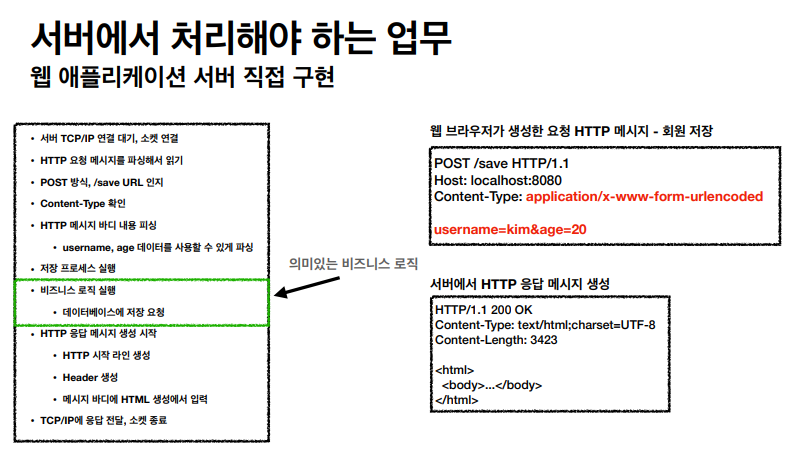 서버에서 처리해야 하는 업무
웹 애플리케이션 서버 직접 구현
• 서버 TCP/IP 연결 대기, 소켓 연결
• HTTP 요청 메시지를 파싱해서 읽기
• POST 방식, /save URL 인지
• Content-Type 확인
• HTTP 메시지 바디 내용 피싱
• username, age 데이터를 사용할 수 있게 파싱
• 저장 프로세스 실행
• 비즈니스 로직 실행
• 데이터베이스에 저장 요청
• HTTP 응답 메시지 생성 시작
• HTTP 시작 라인 생성
• Header 생성
• 메시지 바디에 HTML 생성에서 입력
• TCP/IP에 응답 전달, 소켓 종료
의미있는 비즈니스 로직
웹 브라우저가 생성한 요청 HTTP 메시지 - 회원 저장
POST /save HTTP/1.1
Host: localhost:8080
Content-Type: application/x-www-form-urlencoded
username=kim&age=20
서버에서 HTTP 응답 메시지 생성
HTTP/1.1 200 OK
Content-Type: text/html;charset=UTF-8
Content-Length: 3423
<html>
<body>...</body>
</html>